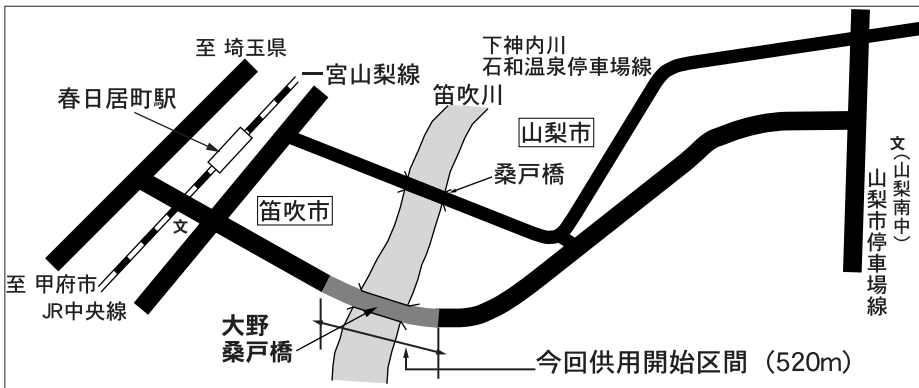 至 埼玉県
一宮山梨線
春日居町駅
下神内川
石和温泉停車場線
笛吹川
山梨市
桑戸橋
笛吹市
文
文(山梨南中)
山梨市停車場線
至 甲府市
JR中央線
大野
桑戸橋
今回供用開始区間(520m)